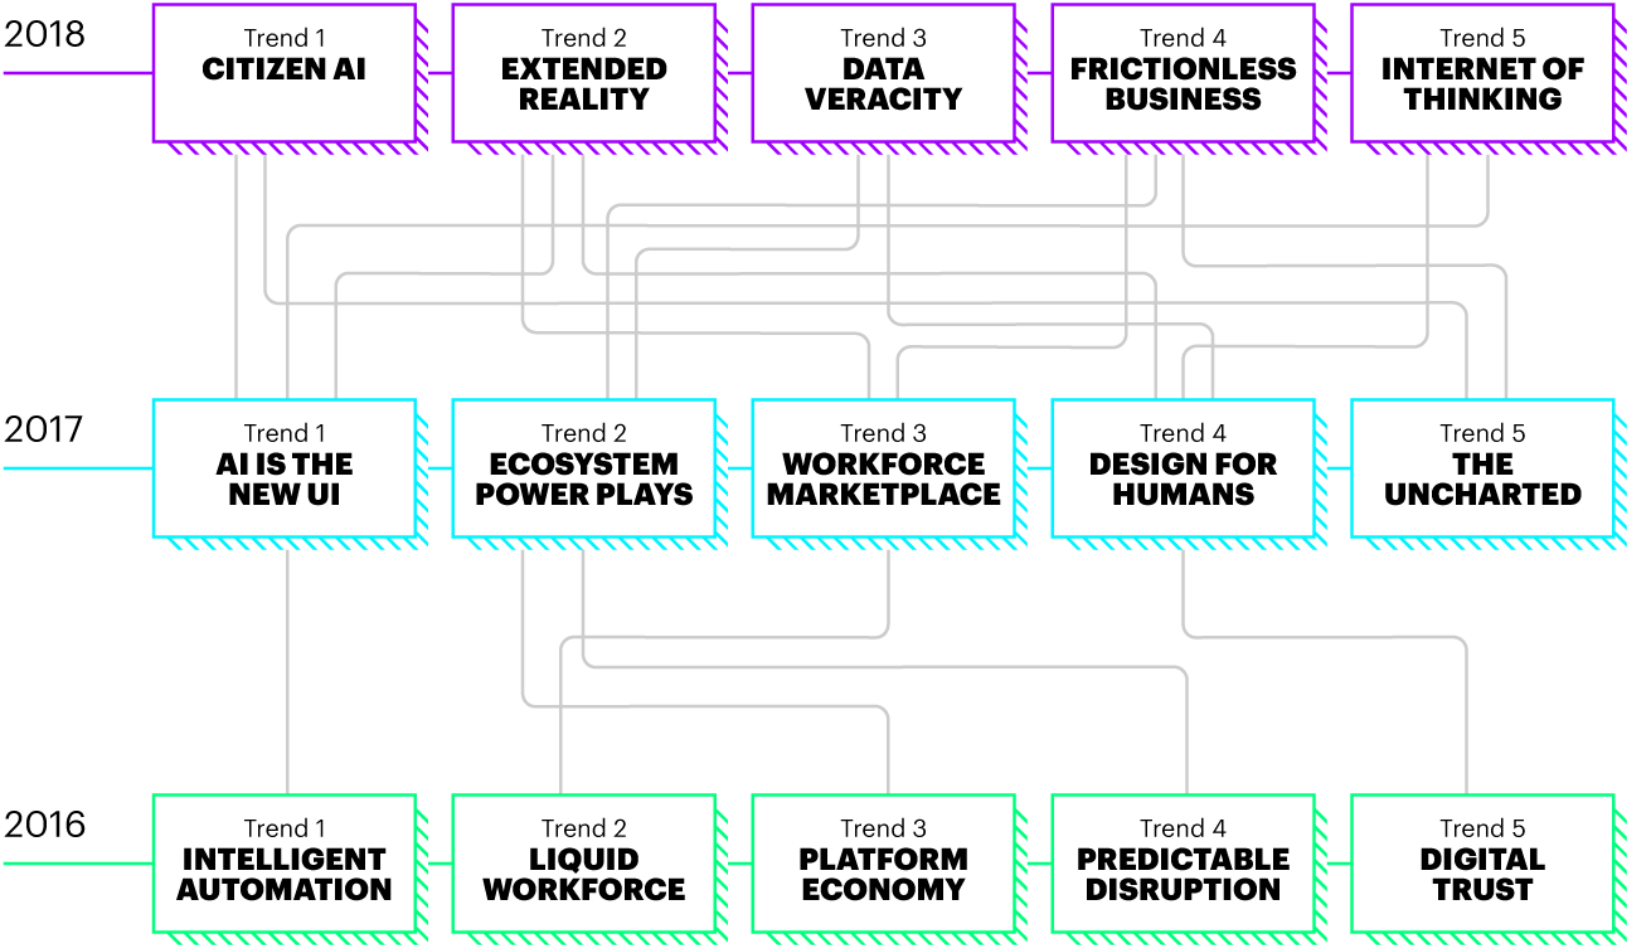 2018
Trend 1
CITIZEN AI
Trend 2
EXTENDED
REALITY
Trend 3
DATA
VERACITY
Trend 4
FRICTIONLESS
BUSINESS
Trend 5
INTERNET OF
THINKING
2017
Trend 1
AI IS THE
NEW UI
Trend 2
ECOSYSTEM
POWER PLAYS
Trend 3
WORKFORCE
MARKETPLACE
Trend 4
DESIGN FOR
HUMANS
Trend 5
THE
UNCHARTED
2016
Trend 1
INTELLIGENT
AUTOMATION
Trend 2
LIQUID
WORKFORCE
Trend 3
PLATFORM
ECONOMY
Trend 4
PREDICTABLE
DISRUPTION
Trend 5
DIGITAL
TRUST